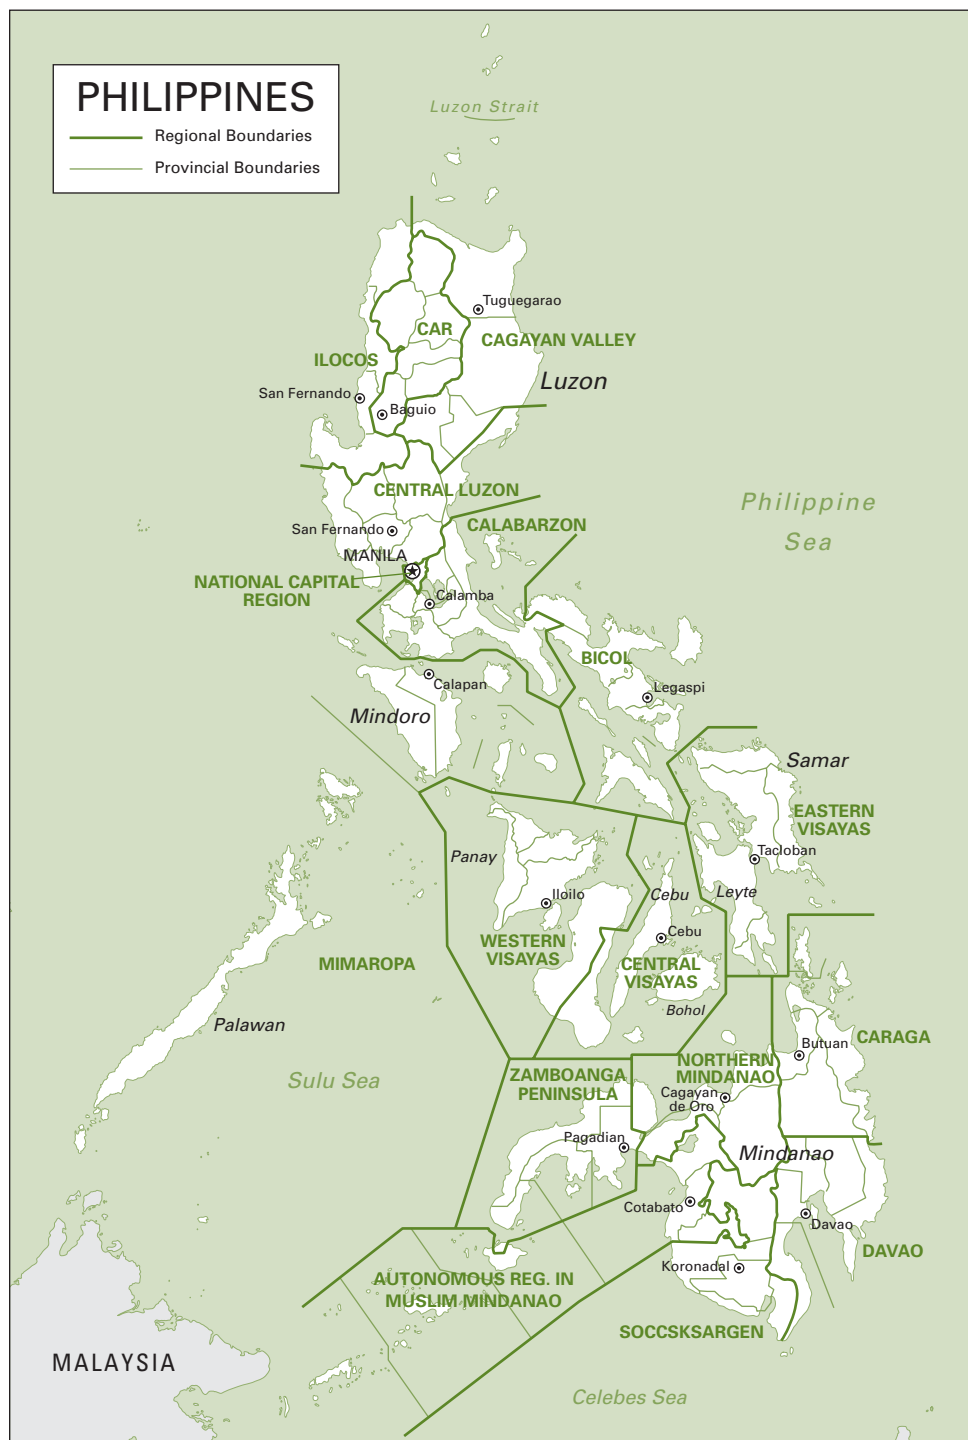 PHILIPPINES
Regional Boundaries
Provincial Boundaries
Luzon Strait
Tuguegarao
CAR
CAGAYAN VALLEY
ILOCOS
Luzon
San Fernando
Baguio
CENTRAL LUZON
Philippine
Sea
CALABARZON
San Fernando
MANILA
NATIONAL CAPITAL
REGION
Calamba
BICOL
Calapan
Legaspi
Mindoro
Samar
EASTERN
VISAYAS
Panay
Tacloban
Iloilo
Cebu
Leyte
Cebu
WESTERN
VISAYAS
CENTRAL
VISAYAS
MIMAROPA
Bohol
Palawan
Butuan
CARAGA
NORTHERN
MINDANAO
Sulu Sea
ZAMBOANGA
PENINSULA
Cagayan
de Oro
Pagadian
Mindanao
Cotabato
Davao
DAVAO
Koronadal
AUTONOMOUS REG. IN
MUSLIM MINDANAO
SOCCSKSARGEN
MALAYSIA
Celebes Sea